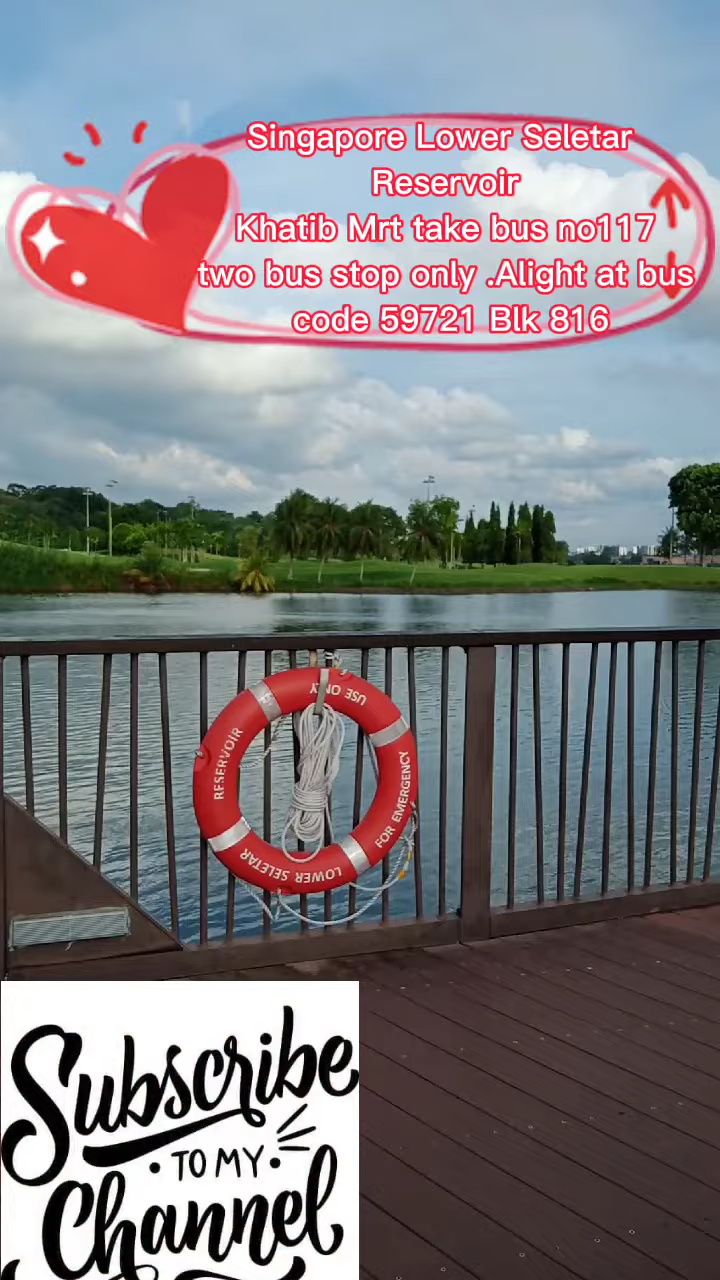 Singapore Lower Seletar
Reservoir
Khatib Mrt take bus no117
two bus stop only .Alight at bus
code 59721 Blk 816
USE ONLY
RESERVOIR
FOR EMERGENCY
LOWER SELETAR
Subscribe
• TO MY •
Channel